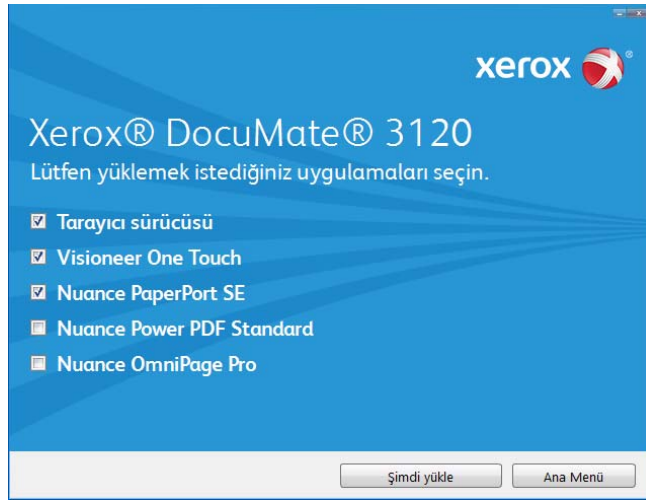 xerox®
Xerox® DocuMate® 3120
Lütfen yüklemek istediğiniz uygulamaları seçin.
Tarayıcı sürücüsü
Visioneer One Touch
Nuance PaperPort SE
Nuance Power PDF Standard
Nuance OmniPage Pro
Şimdi yükle
Ana Menü